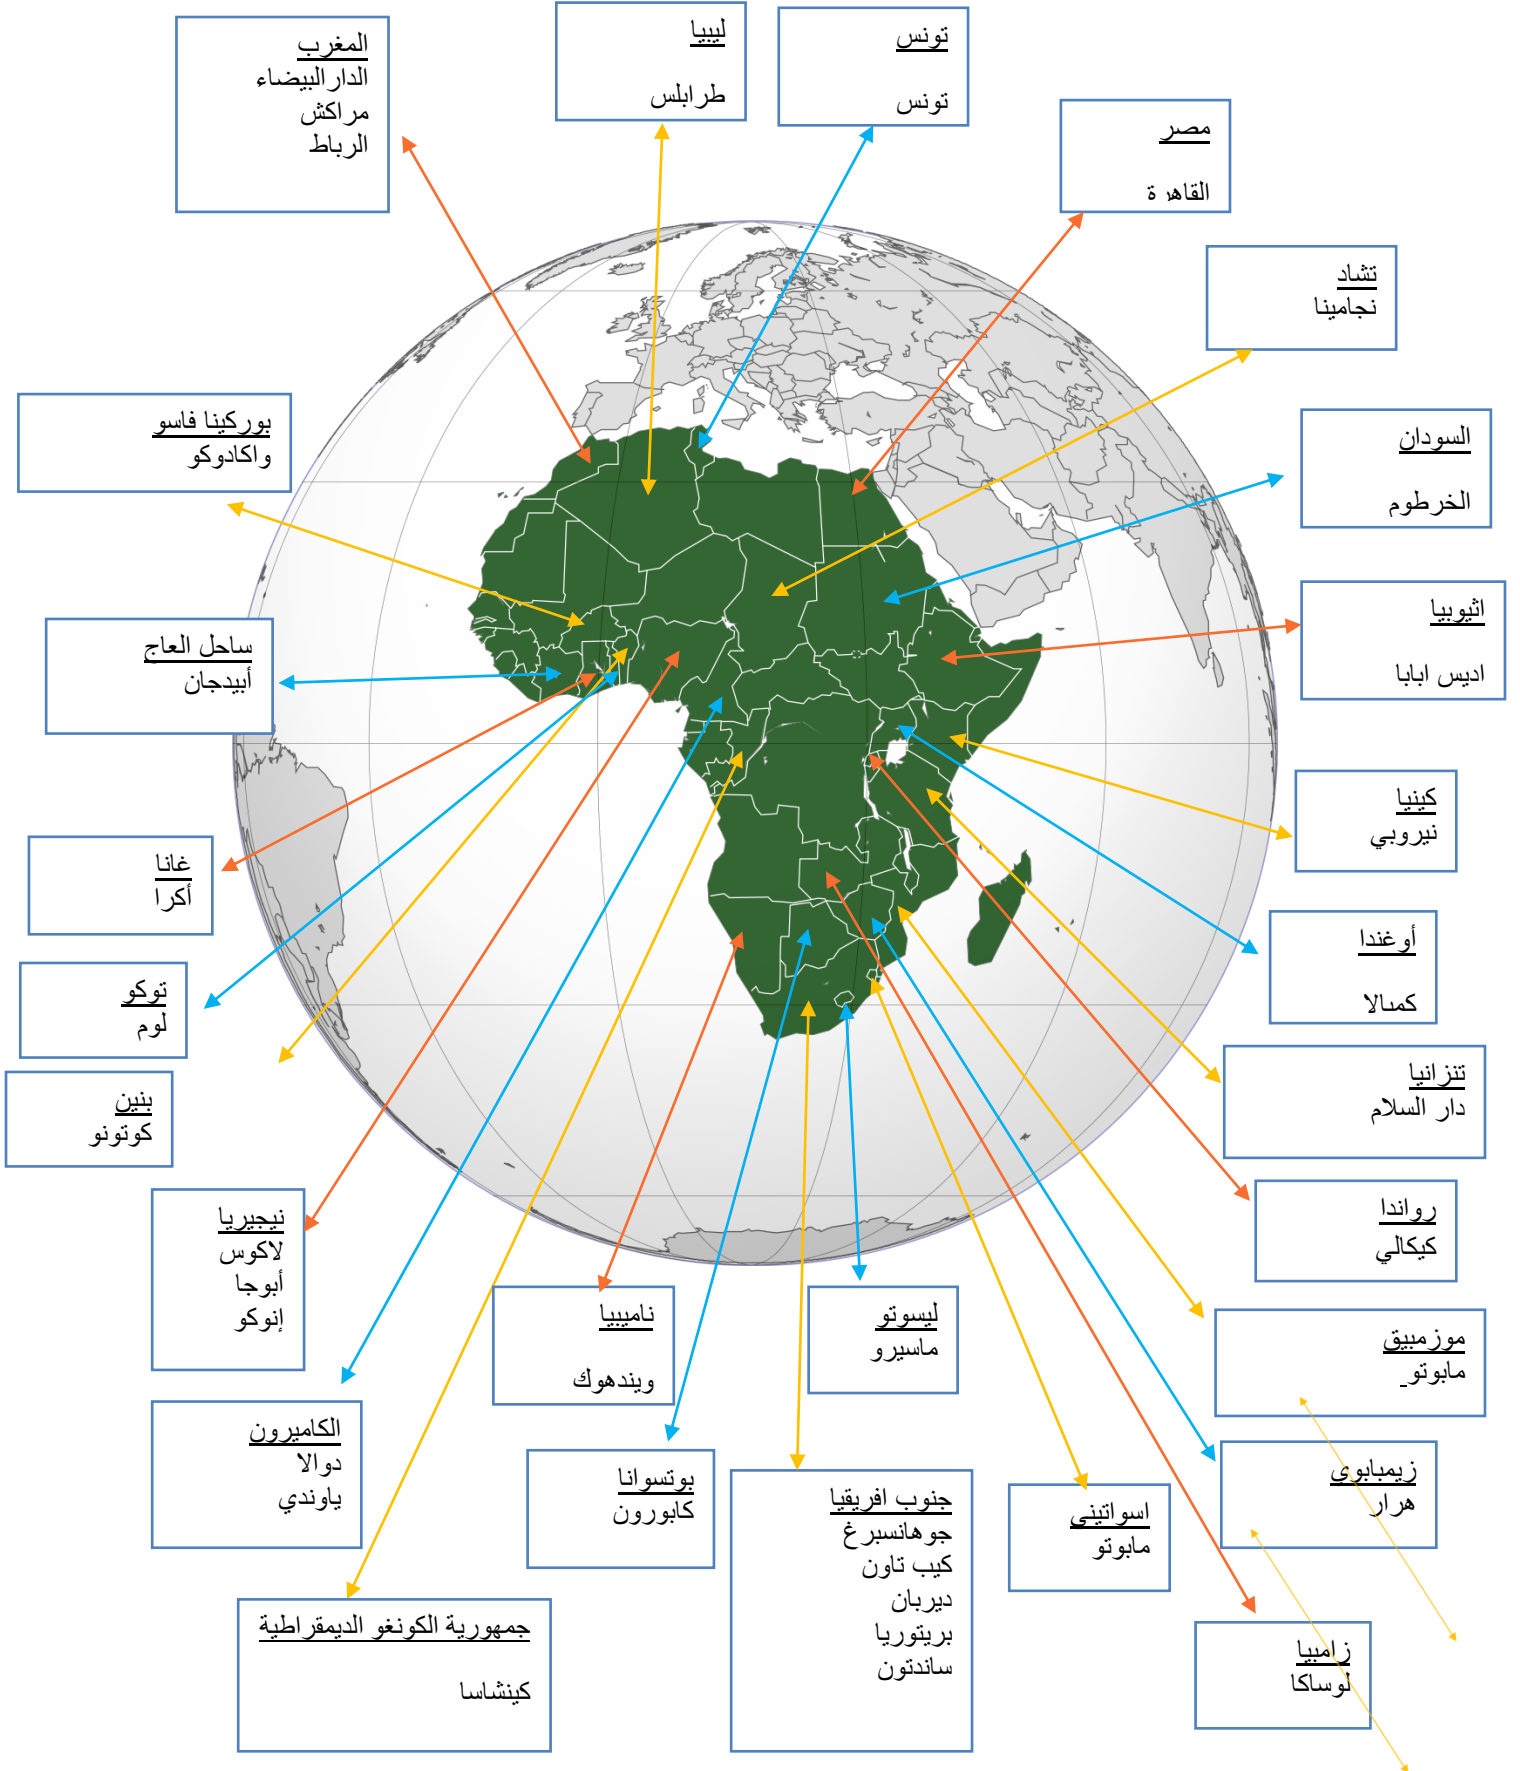 المغرب
الدارالبيضاء
مراكش
الرباط
ليبيا
طرابلس
تونس
تونس
مصر
القاهرة
تشاد
نجامينا
بوركينا فاسو
واكادوكو
السودان
الخرطوم
ساحل العاج
أبيدجان
اثيوبيا
اديس ابابا
كينيا
نيروبي
غانا
أكرا
أوغندا
كمبالا
توكو
لوم
تنزانيا
دار السلام
بنين
كوتونو
رواندا
كيكالي
نيجيريا
لاكوس
أبوجا
إنوكو
ناميبيا
ويندهوك
ليسوتو
ماسيرو
موزمبيق
مابوتو
الكاميرون
دوالا
ياوندي
بوتسوانا
كابورون
جنوب افريقيا
جوهانسبرغ
كيب تاون
ديربان
بريتوريا
ساندتون
اسواتيني
مابوتو
زيمبابوي
هرار
جمهورية الكونغو الديمقراطية
كينشاسا
زامبيا
لوساكا